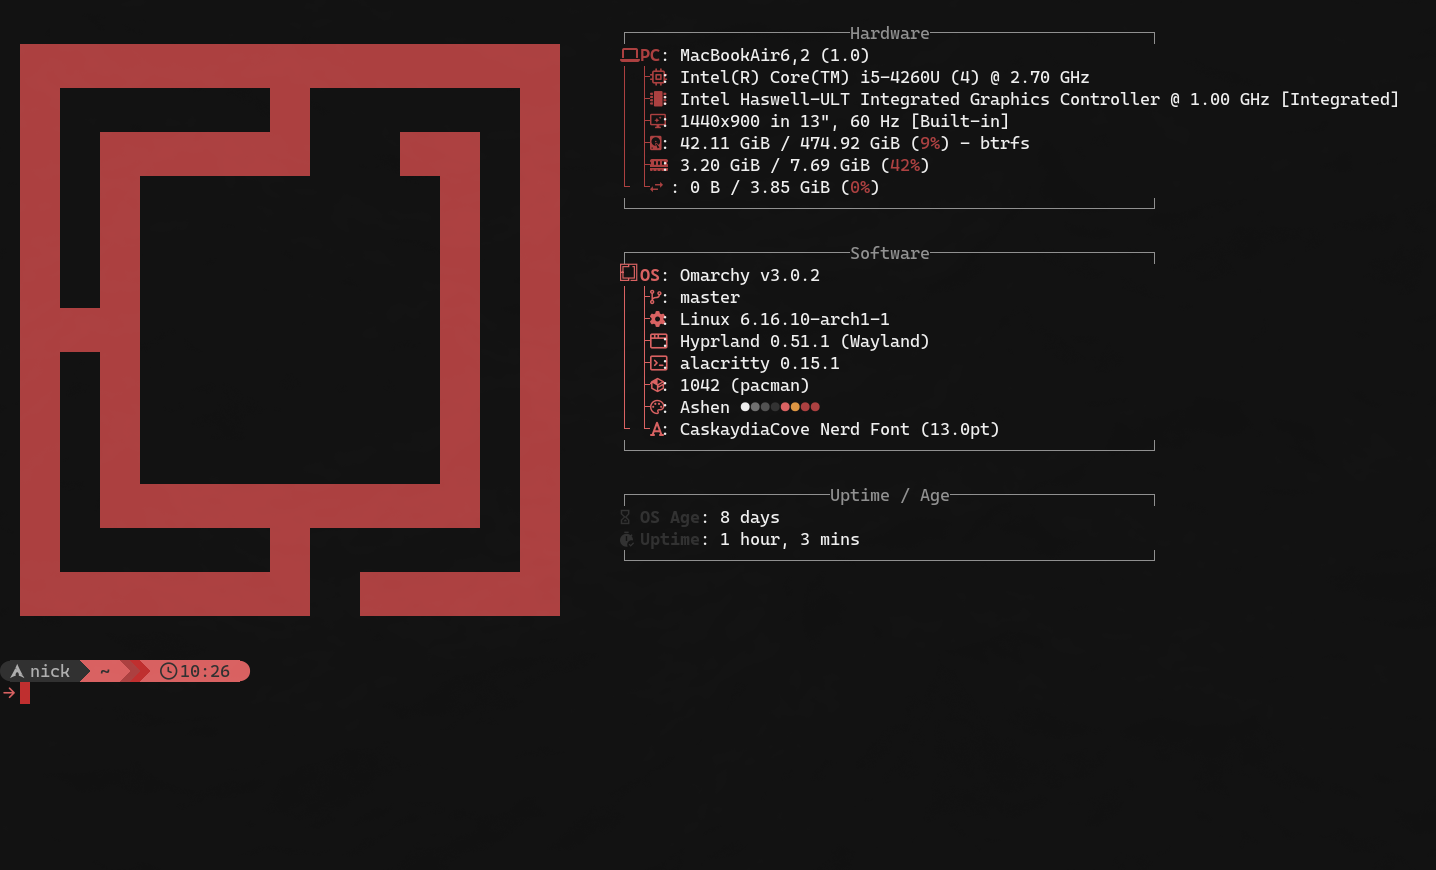 Hardware
PC: MacBookAir6,2 (1.0)
: Intel(R) Core(TM) i5-4260U (4) @ 2.70 GHz
: Intel Haswell-ULT Integrated Graphics Controller @ 1.00 GHz [Integrated]
: 1440x900 in 13", 60 Hz [Built-in]
: 42.11 GiB / 474.92 GiB (9%) - btrfs
: 3.20 GiB / 7.69 GiB (42%)
: 0 B / 3.85 GiB (0%)
Software
OS: Omarchy v3.0.2
: master
: Linux 6.16.10-arch1-1
: Hyprland 0.51.1 (Wayland)
: alacritty 0.15.1
: 1042 (pacman)
: Ashen ●●●●●●●●
: CaskaydiaCove Nerd Font (13.0pt)
Uptime / Age
OS Age: 8 days
Uptime: 1 hour, 3 mins
nick ~ 10:26
→